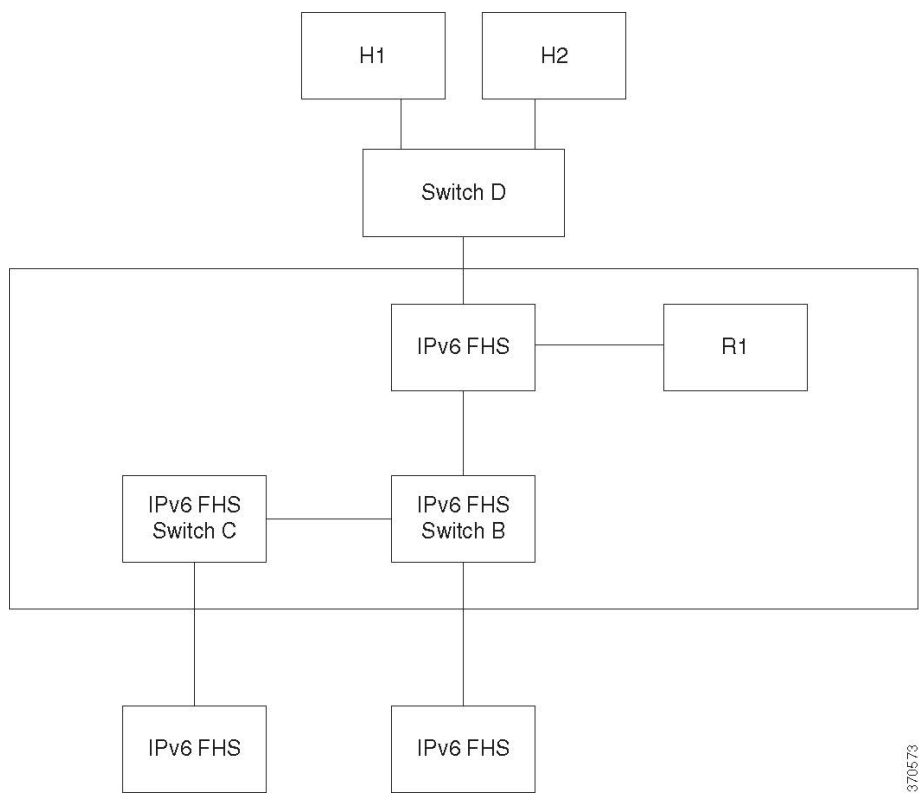 H1
H2
Switch D
IPv6 FHS
R1
IPv6 FHS
Switch C
IPv6 FHS
Switch B
IPv6 FHS
IPv6 FHS
370573